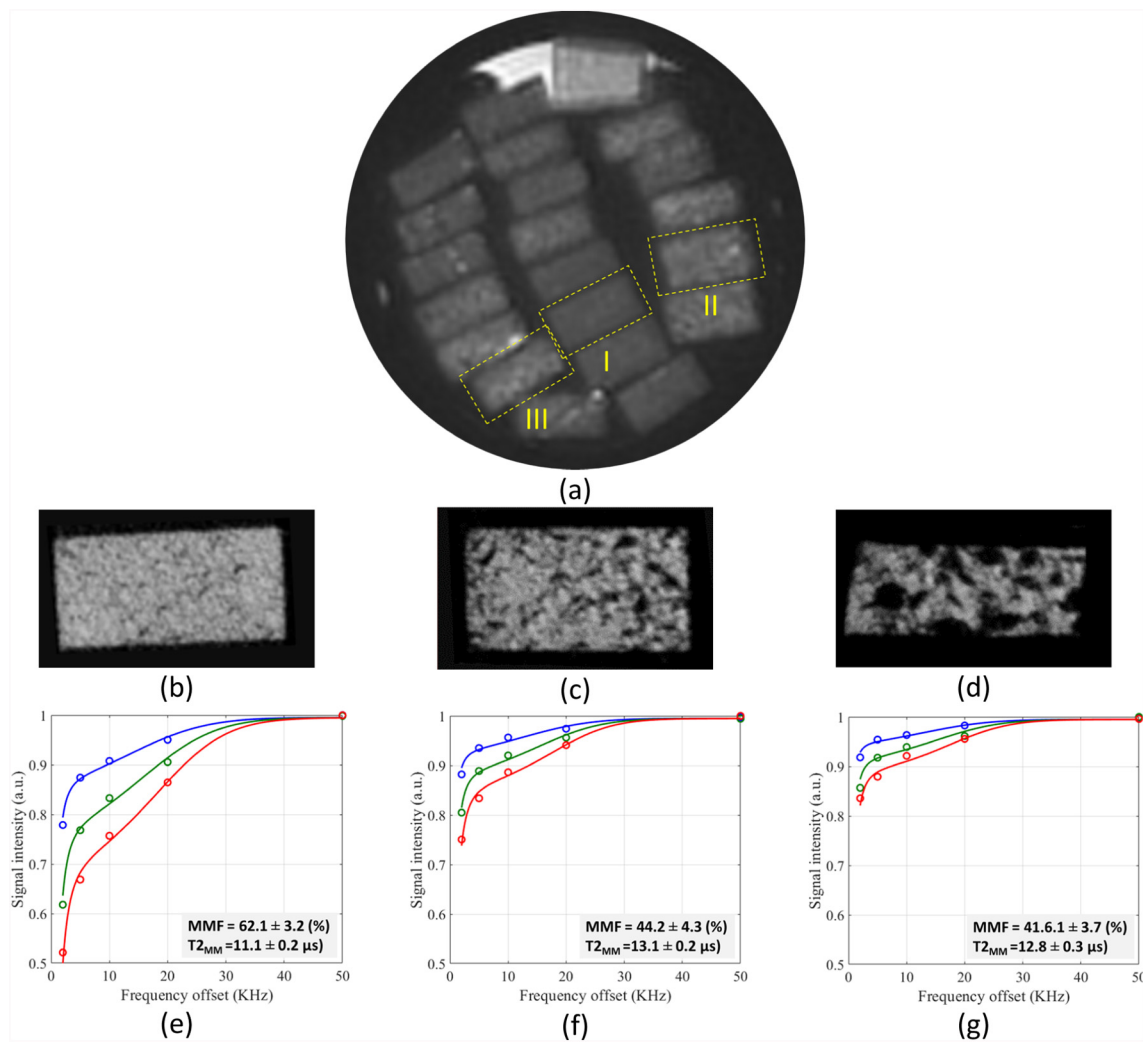 II
I
III
(a)
(b)
(c)
(d)
1
0.9
0.8
0.7
0.6
0.5
Signal intensity (a.u.)
MMF = 62.1 ± 3.2 (%)
T2MM =11.1 ± 0.2 µs)
0
10
20
30
40
50
Frequency offset (KHz)
(e)
1
0.9
0.8
0.7
0.6
0.5
Signal intensity (a.u.)
MMF = 44.2 ± 4.3 (%)
T2MM =13.1 ± 0.2 µs)
0
10
20
30
40
50
Frequency offset (KHz)
(f)
1
0.9
0.8
0.7
0.6
0.5
Signal intensity (a.u.)
MMF = 41.6.1 ± 3.7 (%)
T2MM =12.8 ± 0.3 µs)
0
10
20
30
40
50
Frequency offset (KHz)
(g)